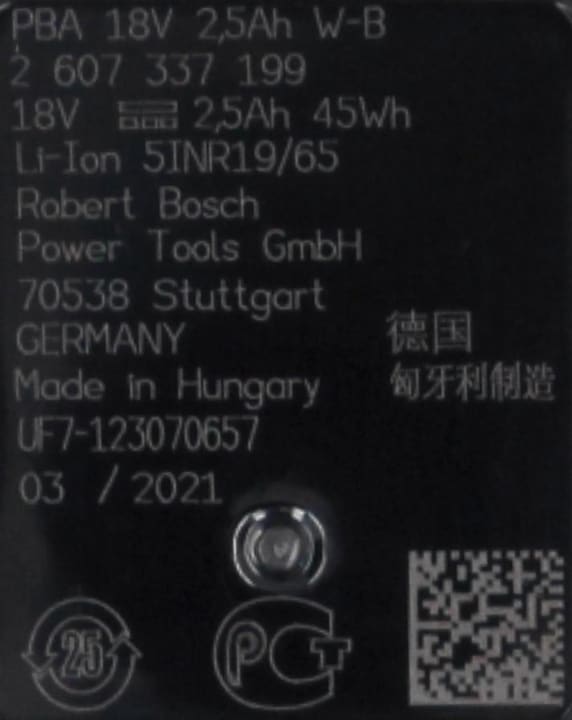 PBA 18V 2,5Ah W-B
2 607 337 199
18V ⎓ 2,5Ah 45Wh
Li-Ion 5INR19/65
Robert Bosch
Power Tools GmbH
70538 Stuttgart
GERMANY
德国
Made in Hungary
匈牙利制造
UF7-123070657
03 / 2021
25
PCT